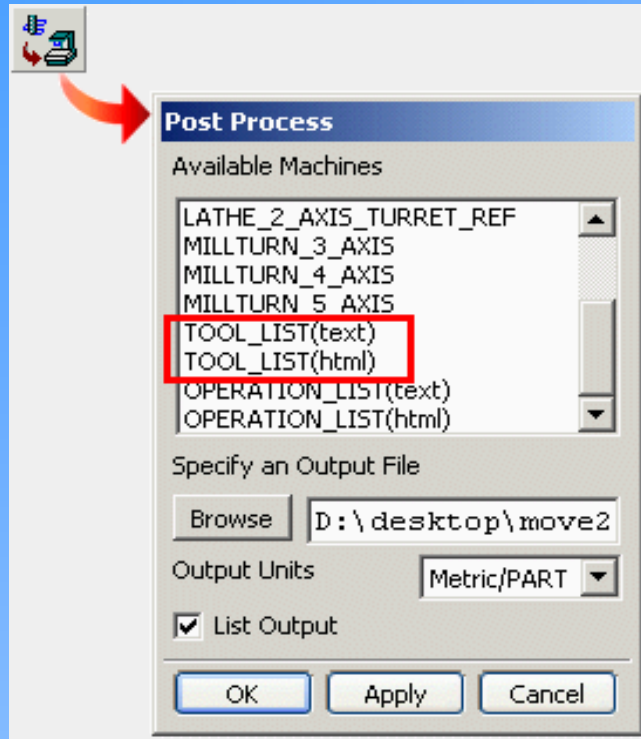 Post Process
Available Machines
LATHE_2_AXIS_TURRET_REF
MILLTURN_3_AXIS
MILLTURN_4_AXIS
MILLTURN_5_AXIS
TOOL_LIST(text)
TOOL_LIST(html)
OPERATION_LIST(text)
OPERATION_LIST(html)
Specify an Output File
Browse D:\desktop\move2
Output Units Metric/PART
List Output
OK Apply Cancel